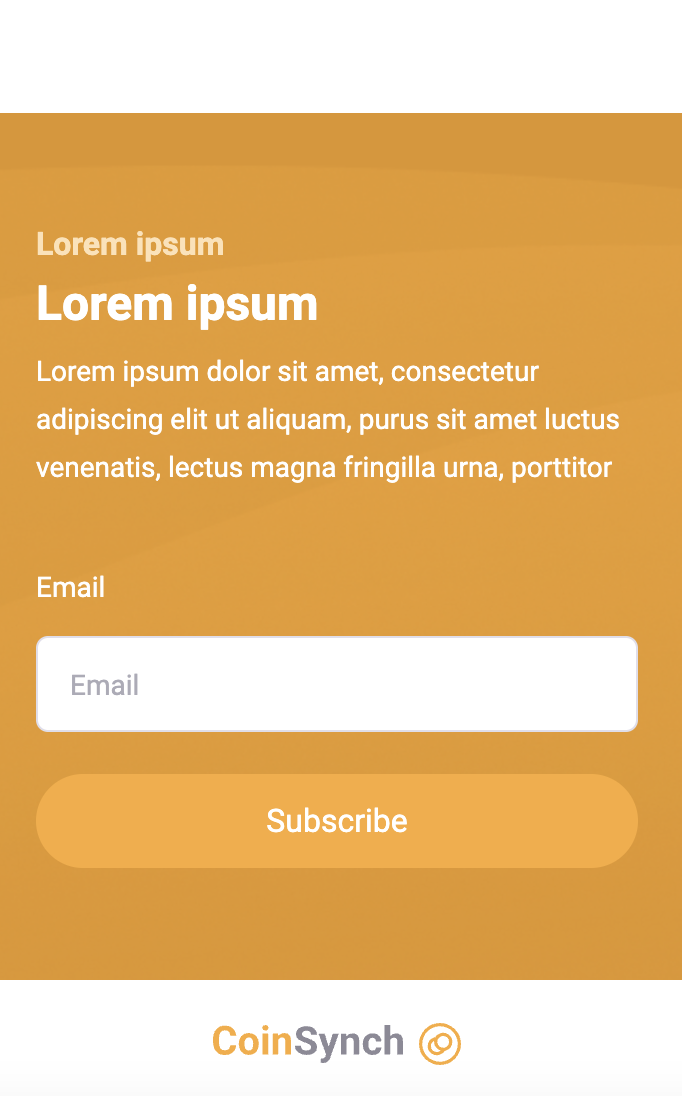 Lorem ipsum
Lorem ipsum
Lorem ipsum dolor sit amet, consectetur
adipiscing elit ut aliquam, purus sit amet luctus
venenatis, lectus magna fringilla urna, porttitor
Email
Email
Subscribe
CoinSynch